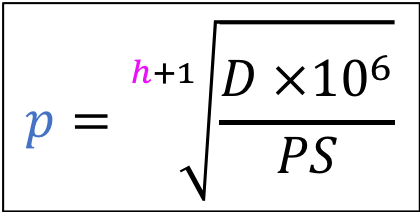 p = ^{h+1}√(D ×10⁶ / PS)